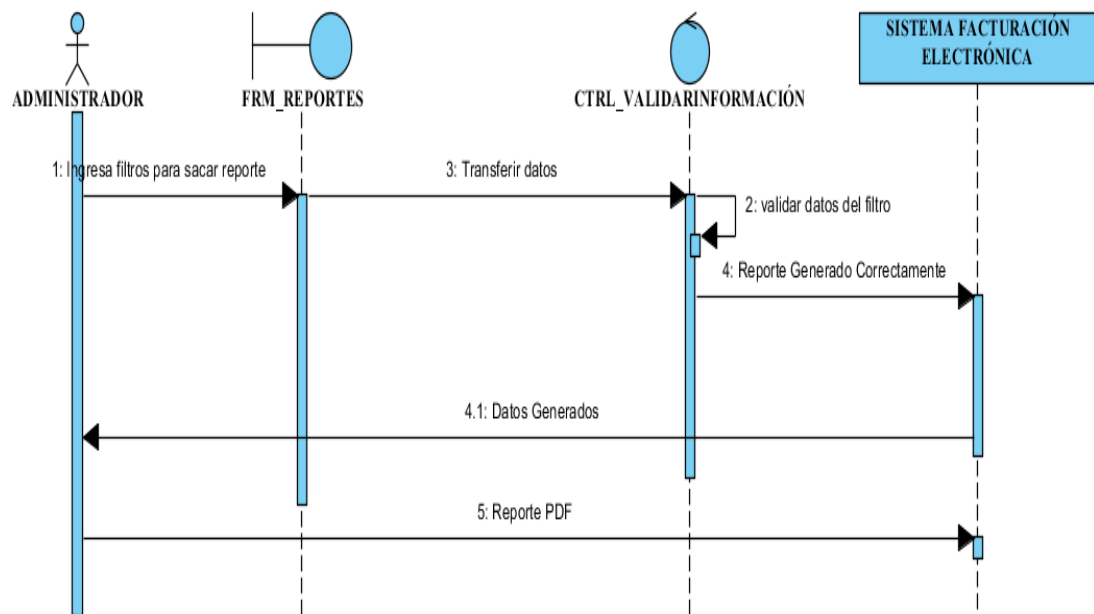 SISTEMA FACTURACIÓN
ELECTRÓNICA
ADMINISTRADOR
FRM_REPORTES
CTRL_VALIDARINFORMACIÓN
1: Ingresa filtros para sacar reporte
3: Transferir datos
2: validar datos del filtro
4: Reporte Generado Correctamente
4.1: Datos Generados
5: Reporte PDF